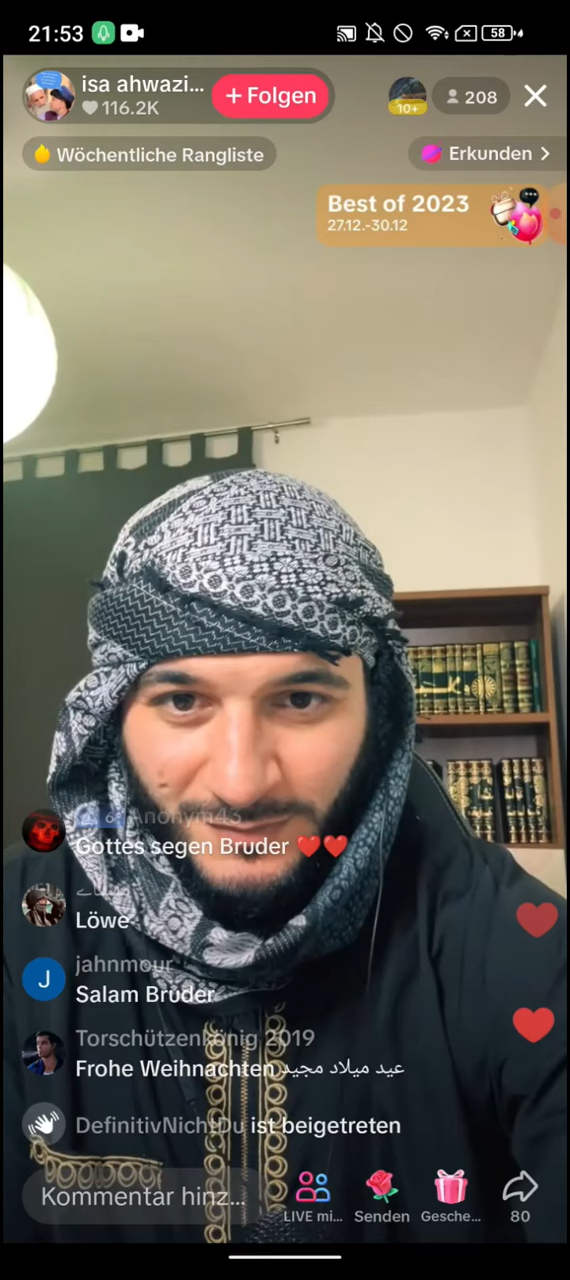 21:53
58
isa ahwazi...
116.2K
+ Folgen
10+
208
Wöchentliche Rangliste
Erkunden
Best of 2023
27.12.-30.12
Anonym43
Gottes segen Bruder ❤️❤️
Löwe
jahnmour
J
Salam Bruder
Torschützenkönig 2019
Frohe Weihnachten عيد ميلاد مجيد
DefinitivNichtDu ist beigetreten
Kommentar hinz...
LIVE mi...
Senden
Gesche...
80